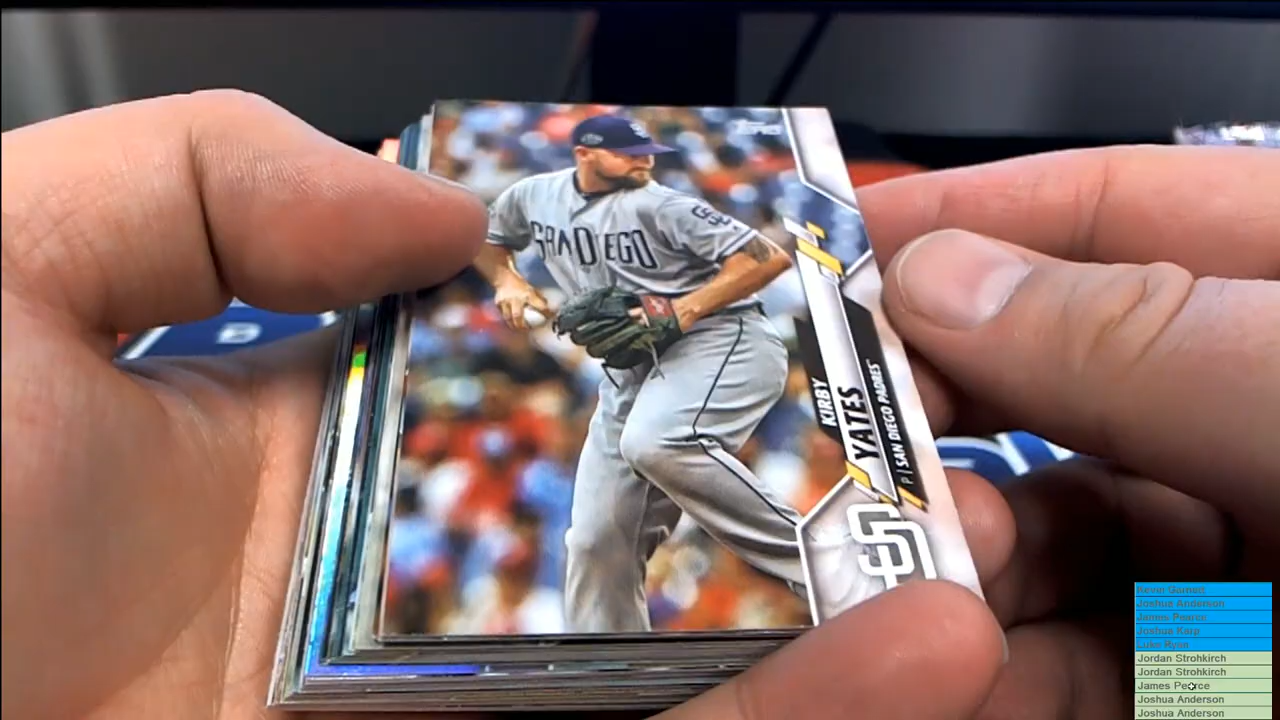 Topps
SAN DIEGO
SD
KIRBY
YATES
P | SAN DIEGO PADRES
SD
Kevin Garnett
Joshua Anderson
James Pearce
Joshua Karp
Luke Ryan
Jordan Strohkirch
Jordan Strohkirch
James Pearce
Joshua Anderson
Joshua Anderson